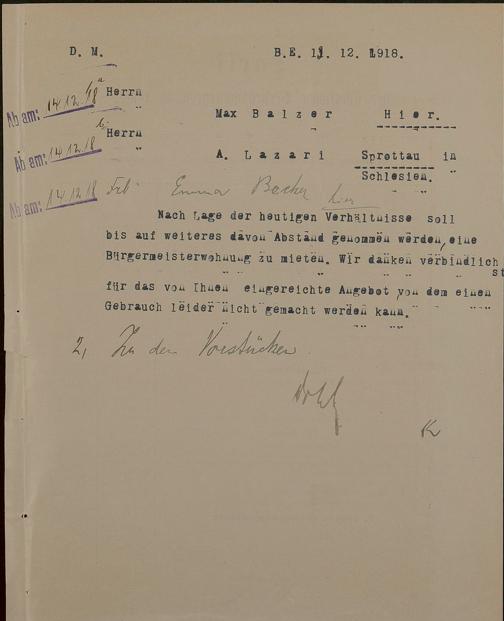 D. M. B.E. 11. 12. 1918.
Ab am: 14.12.18 a Herrn
Max Balzer Hier.
Ab am: 14.12.18 b Herrn
A. Lazari Sprottau in
Schlesien.
Ab am: 14.12.18 Frl. Emma Becker hier
Nach Lage der heutigen Verhältnisse soll
bis auf weiteres davon Abstand genommen werden, eine
Bürgermeisterwohnung zu mieten. Wir danken verbindlichst
für das von Ihnen eingereichte Angebot, von dem einen
Gebrauch leider nicht gemacht werden kann.
2, Zu den Vorstücken.
K